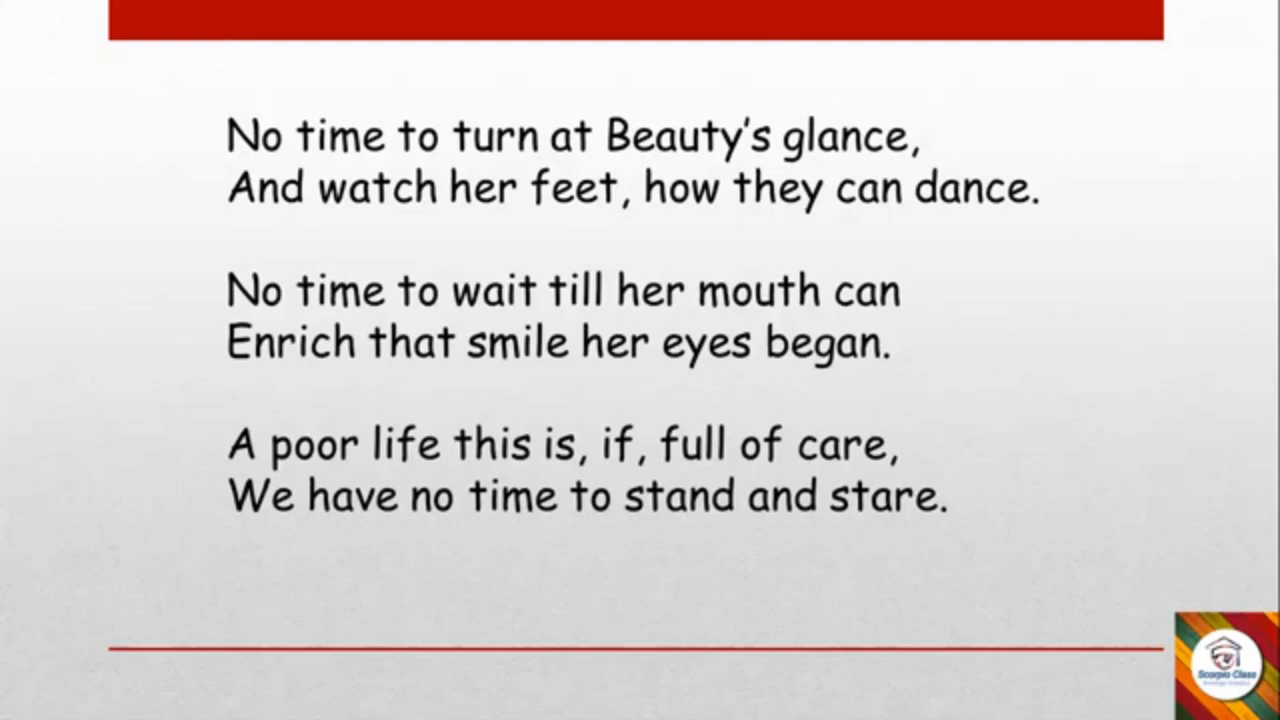 No time to turn at Beauty’s glance,
And watch her feet, how they can dance.
No time to wait till her mouth can
Enrich that smile her eyes began.
A poor life this is, if, full of care,
We have no time to stand and stare.
Scorpio Class